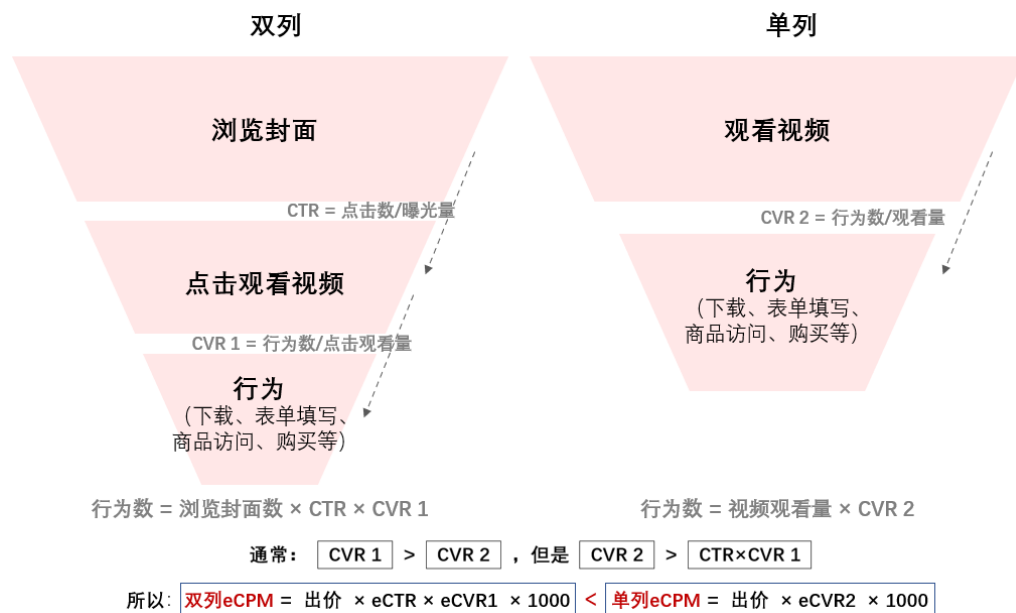 双列
浏览封面
CTR = 点击数/曝光量
点击观看视频
CVR 1 = 行为数/点击观看量
行为
（下载、表单填写、
商品访问、购买等）
行为数 = 浏览封面数 × CTR × CVR 1
单列
观看视频
CVR 2 = 行为数/观看量
行为
（下载、表单填写、
商品访问、购买等）
行为数 = 视频观看量 × CVR 2
通常： CVR 1 > CVR 2 ，但是 CVR 2 > CTR×CVR 1
所以: 双列eCPM = 出价 × eCTR × eCVR1 × 1000 < 单列eCPM = 出价 × eCVR2 × 1000